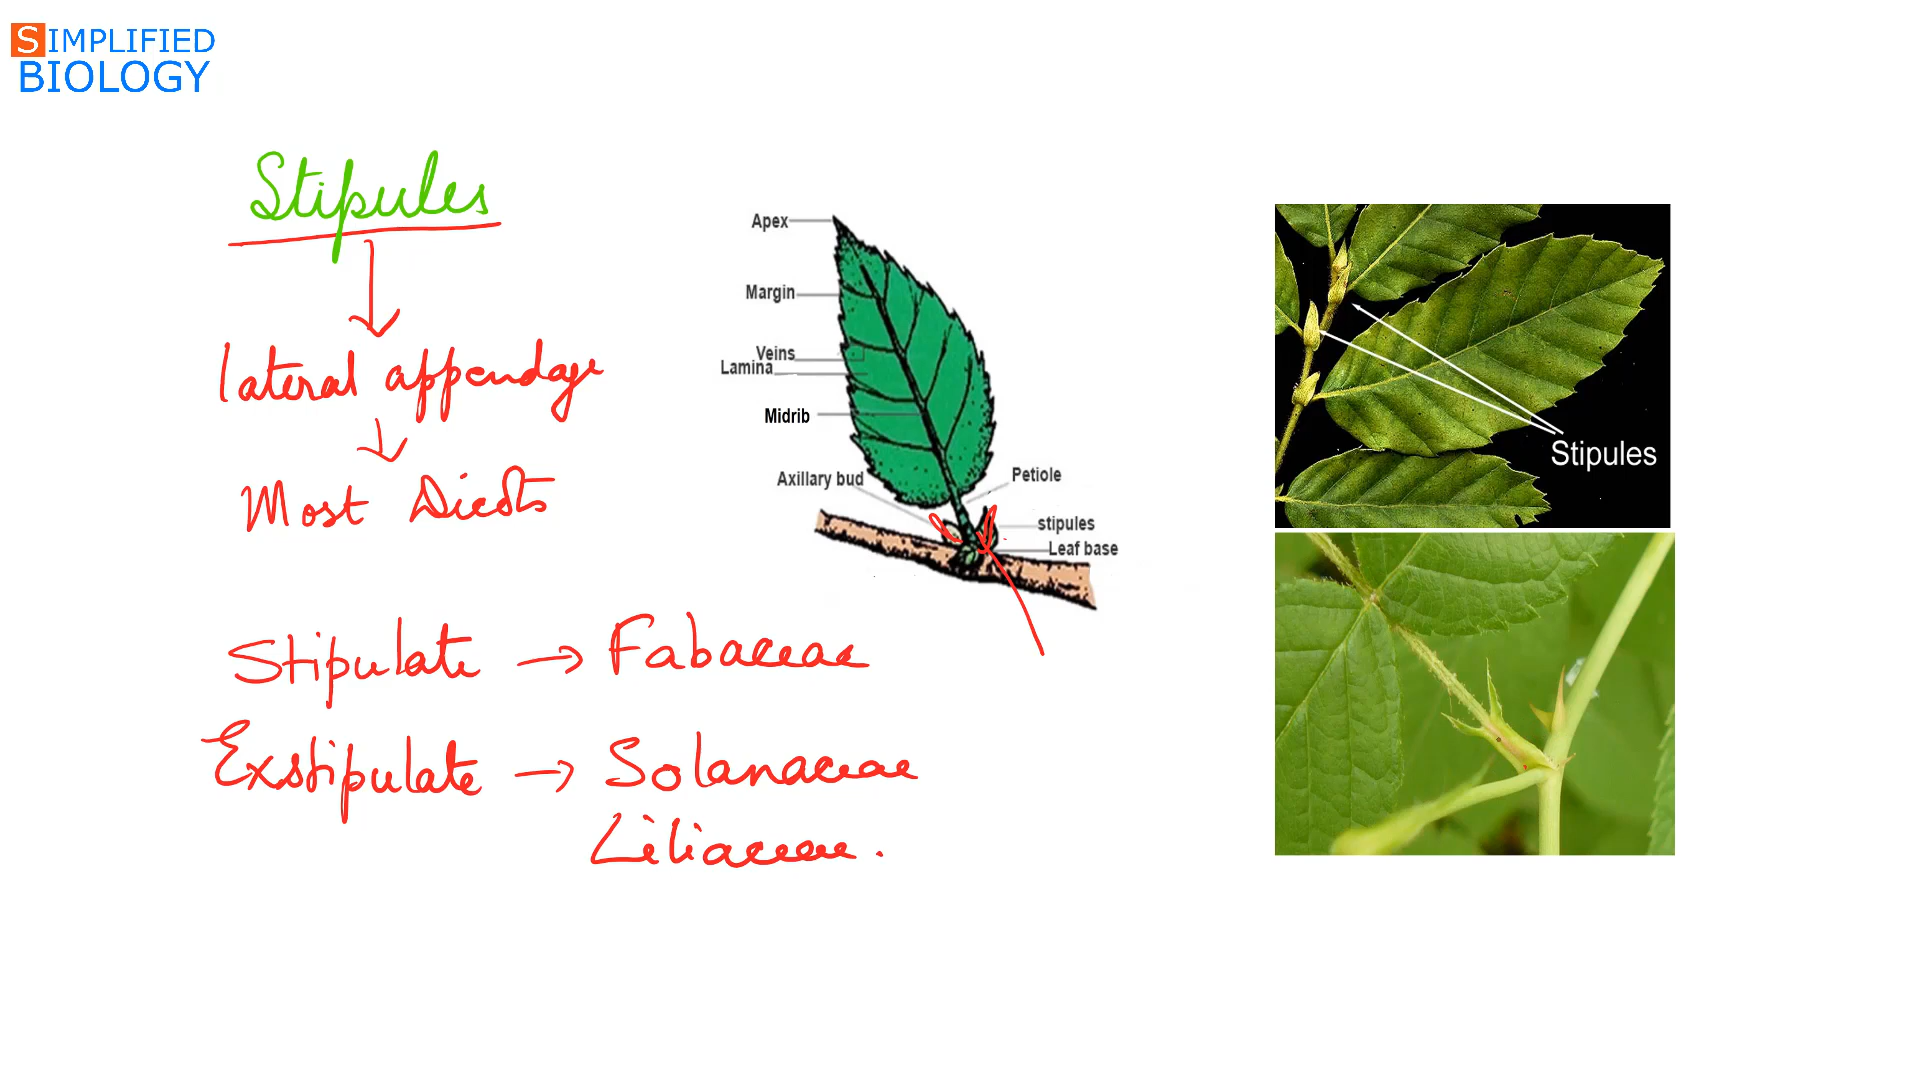 SIMPLIFIED
BIOLOGY
Stipules
lateral appendage
Most Dicots
Stipulate → Fabaceae
Exstipulate → Solanaceae
Liliaceae.
Apex
Margin
Veins
Lamina
Midrib
Axillary bud
Petiole
stipules
Leaf base
Stipules